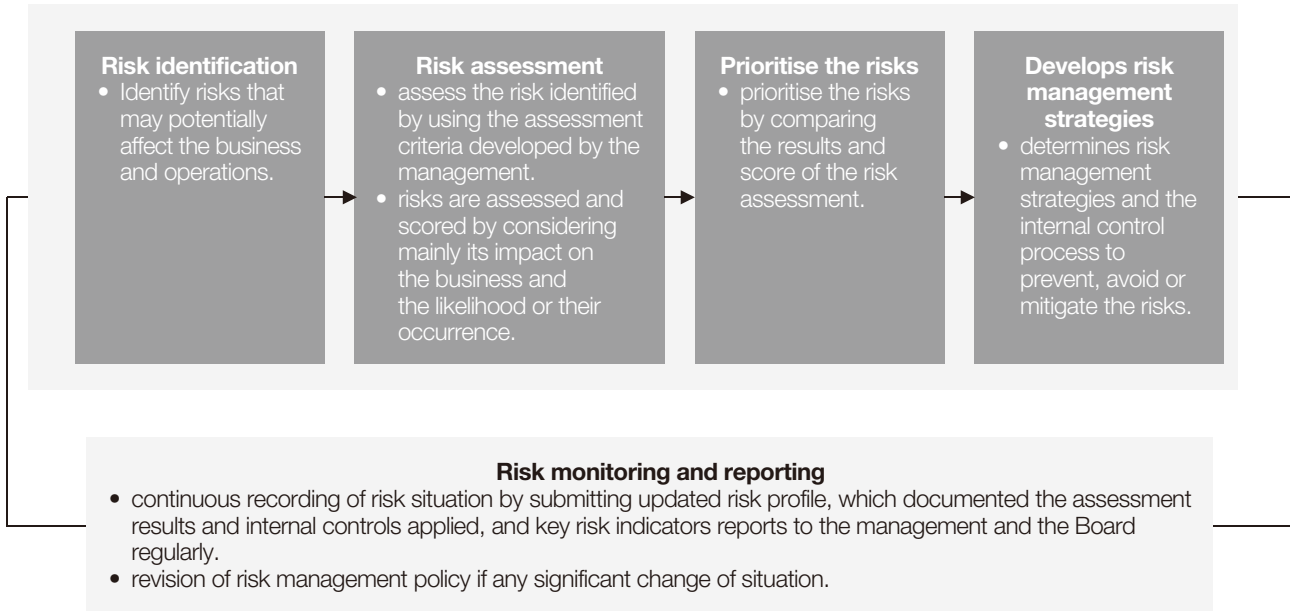 Risk identification
• Identify risks that
may potentially
affect the business
and operations.
Risk assessment
• assess the risk identified
by using the assessment
criteria developed by the
management.
• risks are assessed and
scored by considering
mainly its impact on
the business and
the likelihood or their
occurrence.
Prioritise the risks
• prioritise the risks
by comparing
the results and
score of the risk
assessment.
Develops risk
management
strategies
• determines risk
management
strategies and the
internal control
process to
prevent, avoid or
mitigate the risks.
Risk monitoring and reporting
• continuous recording of risk situation by submitting updated risk profile, which documented the assessment
results and internal controls applied, and key risk indicators reports to the management and the Board
regularly.
• revision of risk management policy if any significant change of situation.